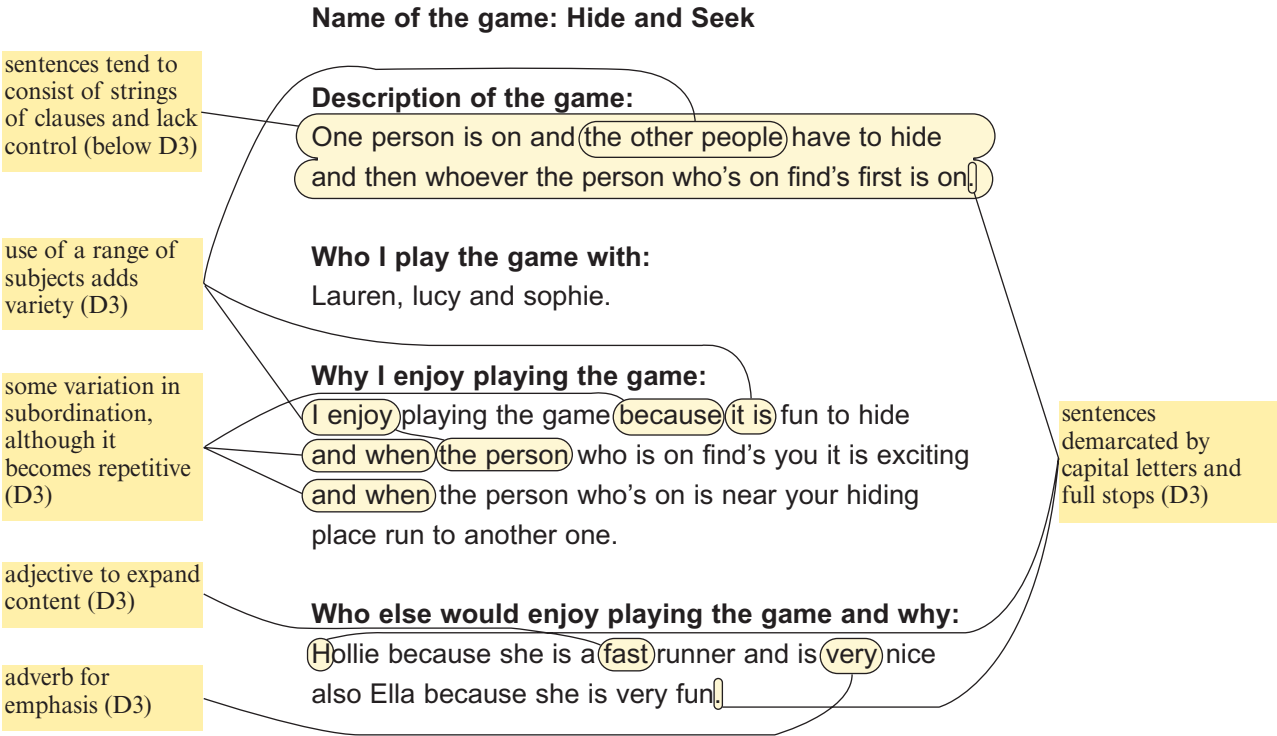 Name of the game: Hide and Seek
sentences tend to
consist of strings
of clauses and lack
control (below D3)
Description of the game:
One person is on and the other people have to hide
and then whoever the person who's on find's first is on.
use of a range of
subjects adds
variety (D3)
Who I play the game with:
Lauren, lucy and sophie.
some variation in
subordination,
although it
becomes repetitive
(D3)
Why I enjoy playing the game:
I enjoy playing the game because it is fun to hide
and when the person who is on find's you it is exciting
and when the person who's on is near your hiding
place run to another one.
sentences
demarcated by
capital letters and
full stops (D3)
adjective to expand
content (D3)
Who else would enjoy playing the game and why:
Hollie because she is a fast runner and is very nice
also Ella because she is very fun.
adverb for
emphasis (D3)